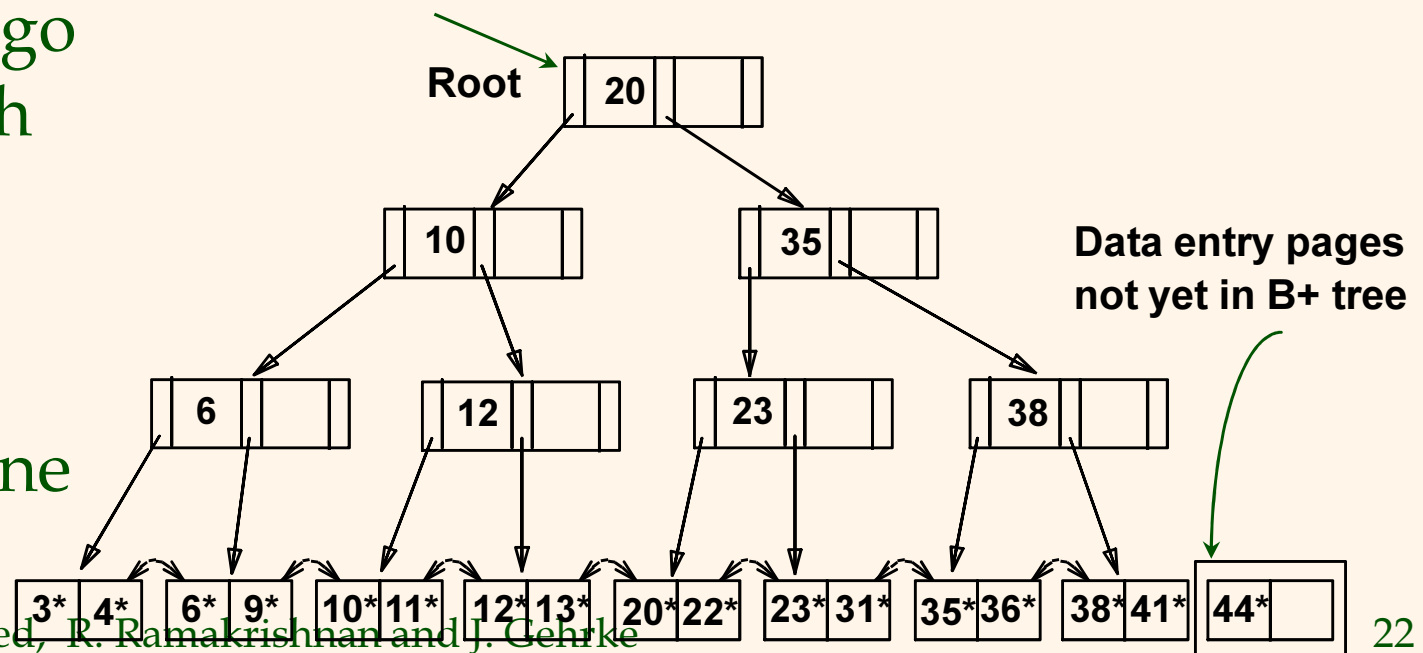 go
h
Root
20
10
35
Data entry pages
not yet in B+ tree
6
12
23
38
ne
3* 4* 6* 9* 10* 11* 12* 13* 20* 22* 23* 31* 35* 36* 38* 41* 44*
ed, R. Ramakrishnan and J. Gehrke
22